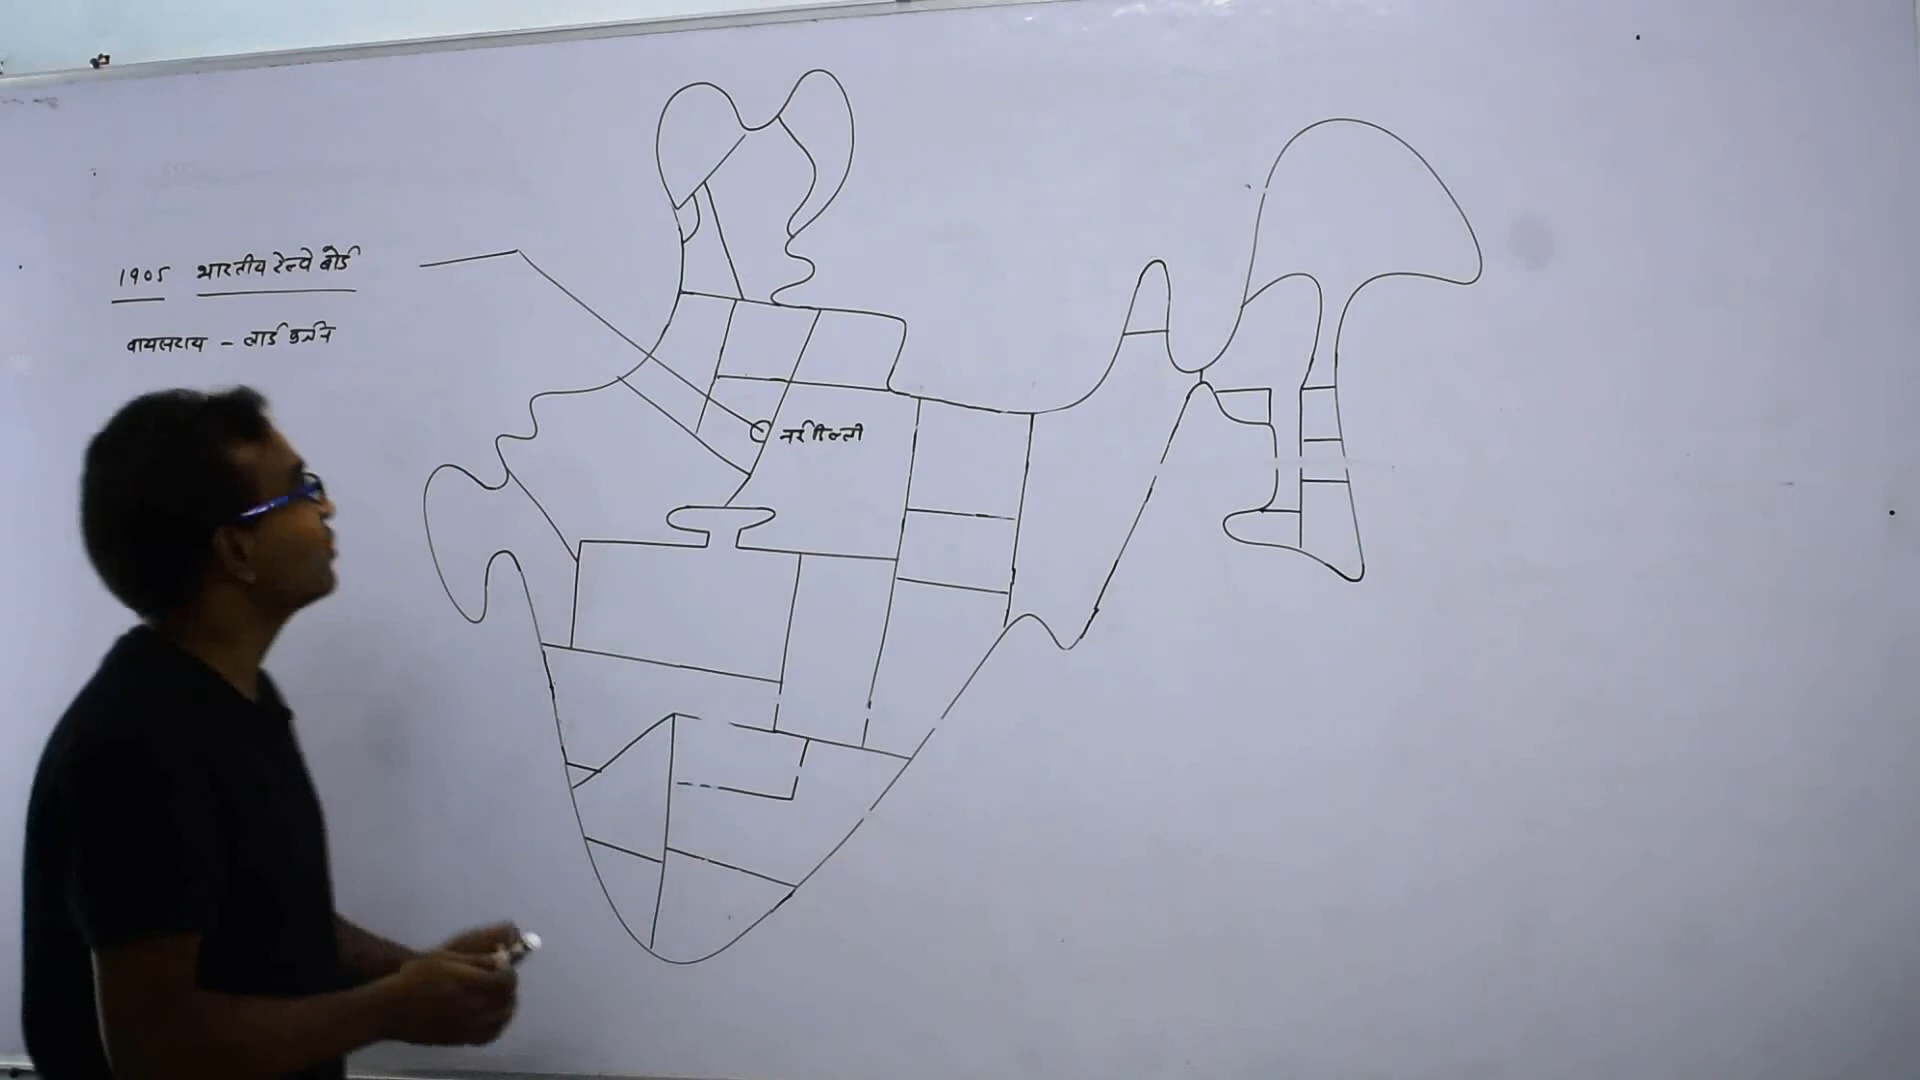 1905 भारतीय रेल्वे बोर्ड
वायसराय - लार्ड कर्जन
नई दिल्ली